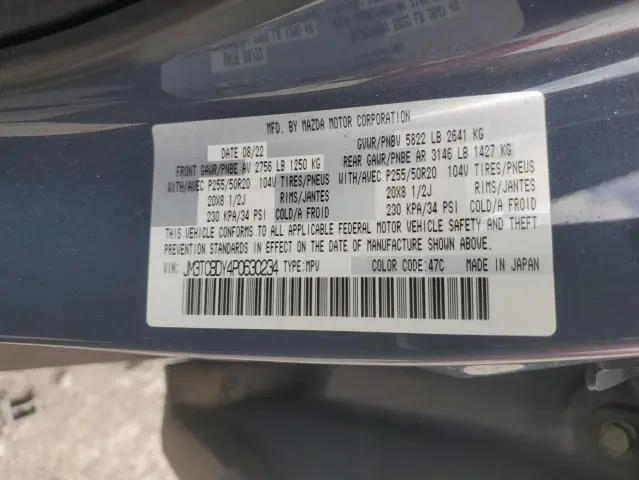 MFD. BY MAZDA MOTOR CORPORATION
DATE 08/22 GVWR/PNBV 5822 LB 2641 KG
FRONT GAWR/PNBE AV 2756 LB 1250 KG REAR GAWR/PNBE AR 3146 LB 1427 KG
WITH/AVEC P255/50R20 104V TIRES/PNEUS WITH/AVEC P255/50R20 104V TIRES/PNEUS
20X8 1/2J RIMS/JANTES 20X8 1/2J RIMS/JANTES
230 KPA/34 PSI COLD/A FROID 230 KPA/34 PSI COLD/A FROID
THIS VEHICLE CONFORMS TO ALL APPLICABLE FEDERAL MOTOR VEHICLE SAFETY AND THEFT
PREVENTION STANDARDS IN EFFECT ON THE DATE OF MANUFACTURE SHOWN ABOVE.
VIN: JM3TCBDY4P0630234 TYPE:MPV COLOR CODE:47C MADE IN JAPAN